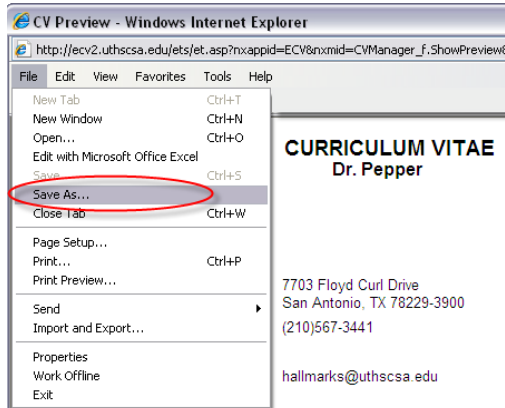 CV Preview - Windows Internet Explorer
http://ecv2.uthscsa.edu/ets/et.asp?nxappid=ECV&nxmid=CVManager_f.ShowPreview&
File Edit View Favorites Tools Help
New Tab Ctrl+T
New Window Ctrl+N
Open... Ctrl+O
Edit with Microsoft Office Excel
Save Ctrl+S
Save As...
Close Tab Ctrl+W
Page Setup...
Print... Ctrl+P
Print Preview...
Send
Import and Export...
Properties
Work Offline
Exit
CURRICULUM VITAE
Dr. Pepper
7703 Floyd Curl Drive
San Antonio, TX 78229-3900
(210)567-3441
hallmarks@uthscsa.edu